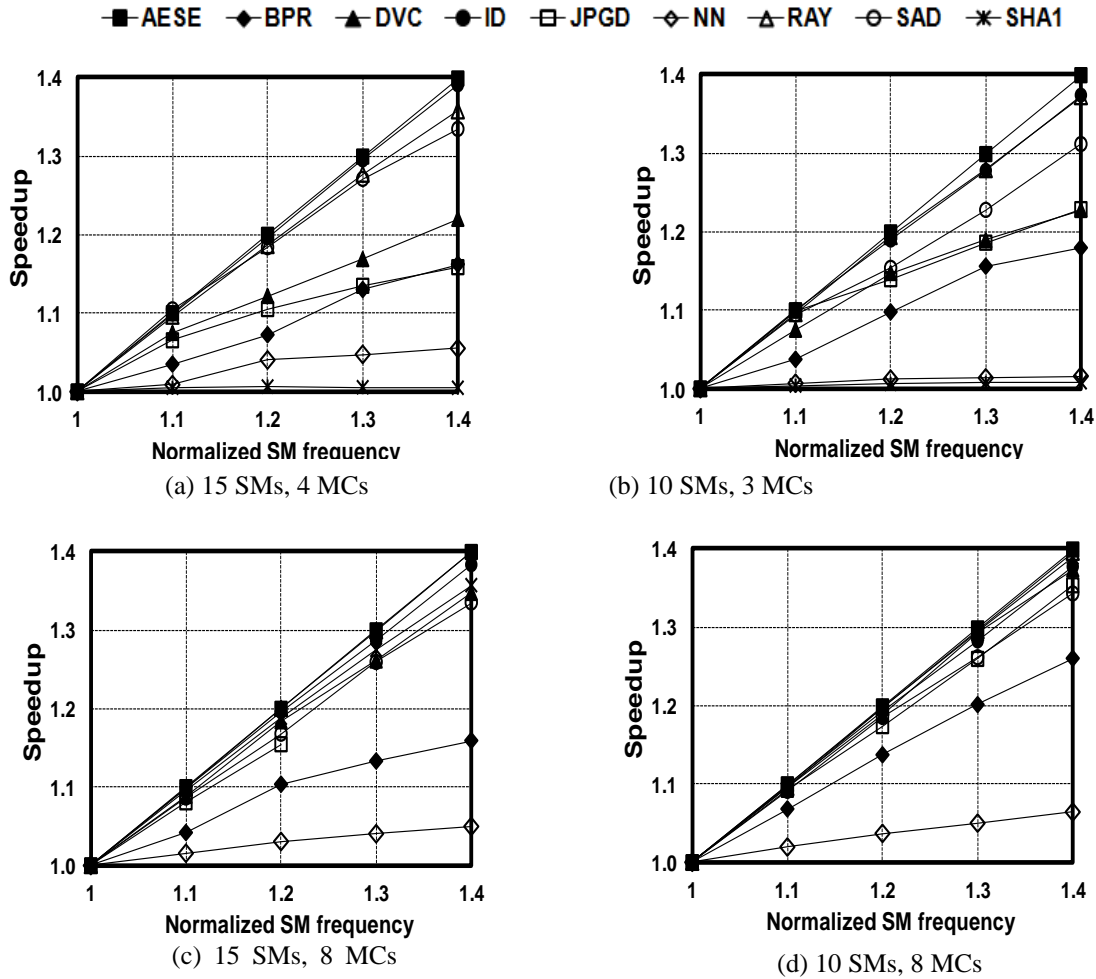 AESE BPR DVC ID JPGD NN RAY SAD SHA1
1.4
1.3
1.2
1.1
1.0
Speedup
1 1.1 1.2 1.3 1.4
Normalized SM frequency
(a) 15 SMs, 4 MCs
1.4
1.3
1.2
1.1
1.0
Speedup
1 1.1 1.2 1.3 1.4
Normalized SM frequency
(b) 10 SMs, 3 MCs
1.4
1.3
1.2
1.1
1.0
Speedup
1 1.1 1.2 1.3 1.4
Normalized SM frequency
(c) 15 SMs, 8 MCs
1.4
1.3
1.2
1.1
1.0
Speedup
1 1.1 1.2 1.3 1.4
Normalized SM frequency
(d) 10 SMs, 8 MCs